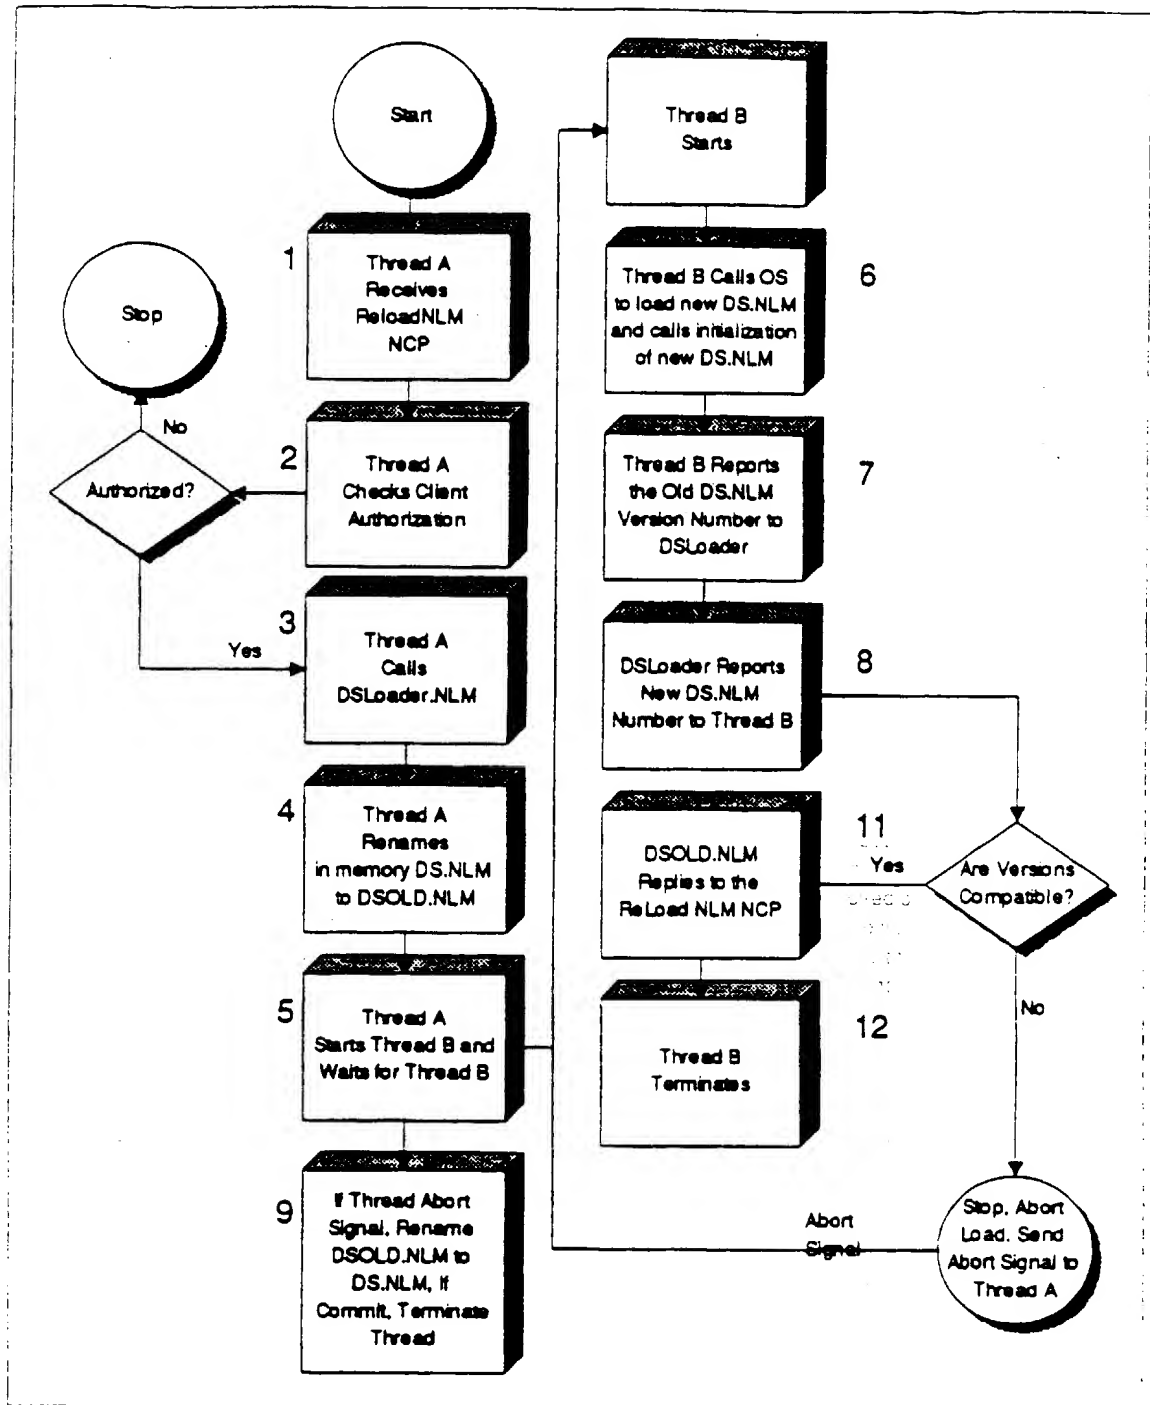 Start
1
Thread A
Receives
ReloadNLM
NCP
Stop
No
2
Thread A
Checks Client
Authorization
Authorized?
Yes
3
Thread A
Calls
DSLoader.NLM
4
Thread A
Renames
in memory DS.NLM
to DSOLD.NLM
5
Thread A
Starts Thread B and
Waits for Thread B
9
If Thread Abort
Signal, Rename
DSOLD.NLM to
DS.NLM, If
Commit, Terminate
Thread
Thread B
Starts
6
Thread B Calls OS
to load new DS.NLM
and calls initialization
of new DS.NLM
7
Thread B Reports
the Old DS.NLM
Version Number to
DSLoader
8
DSLoader Reports
New DS.NLM
Number to Thread B
Are Versions
Compatible?
11
Yes
DSOLD.NLM
Replies to the
ReLoad NLM NCP
12
Thread B
Terminates
No
Stop, Abort
Load, Send
Abort Signal to
Thread A
Abort
Signal